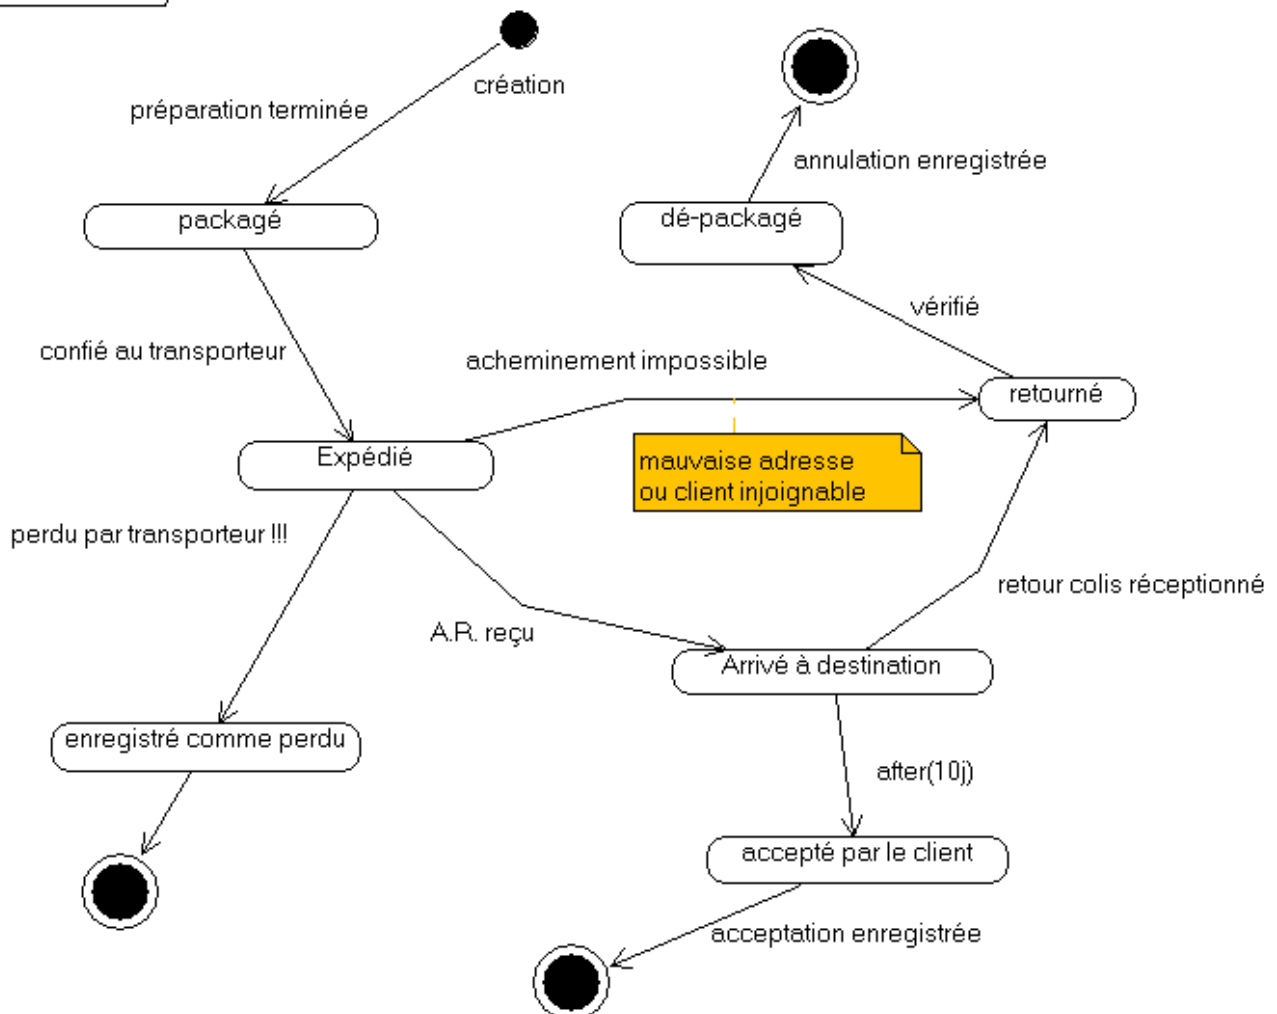 création
préparation terminée
annulation enregistrée
packagé
dé-packagé
vérifié
confié au transporteur
acheminement impossible
retourné
Expédié
mauvaise adresse
ou client injoignable
perdu par transporteur !!!
retour colis réceptionné
A.R. reçu
Arrivé à destination
enregistré comme perdu
after(10j)
accepté par le client
acceptation enregistrée